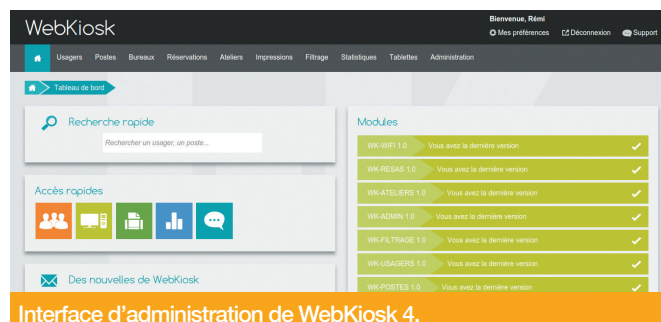 WebKiosk
Bienvenue, Rémi
Mes préférences Déconnexion Support
Usagers Postes Bureaux Réservations Ateliers Impressions Filtrage Statistiques Tablettes Administration
Tableau de bord
Recherche rapide
Rechercher un usager, un poste...
Accès rapides
Des nouvelles de WebKiosk
Modules
WK-WIFI 1.0 Vous avez la dernière version
WK-RESAS 1.0 Vous avez la dernière version
WK-ATELIERS 1.0 Vous avez la dernière version
WK-ADMIN 1.0 Vous avez la dernière version
WK-FILTRAGE 1.0 Vous avez la dernière version
WK-USAGERS 1.0 Vous avez la dernière version
WK-POSTES 1.0 Vous avez la dernière version
Interface d'administration de WebKiosk 4.